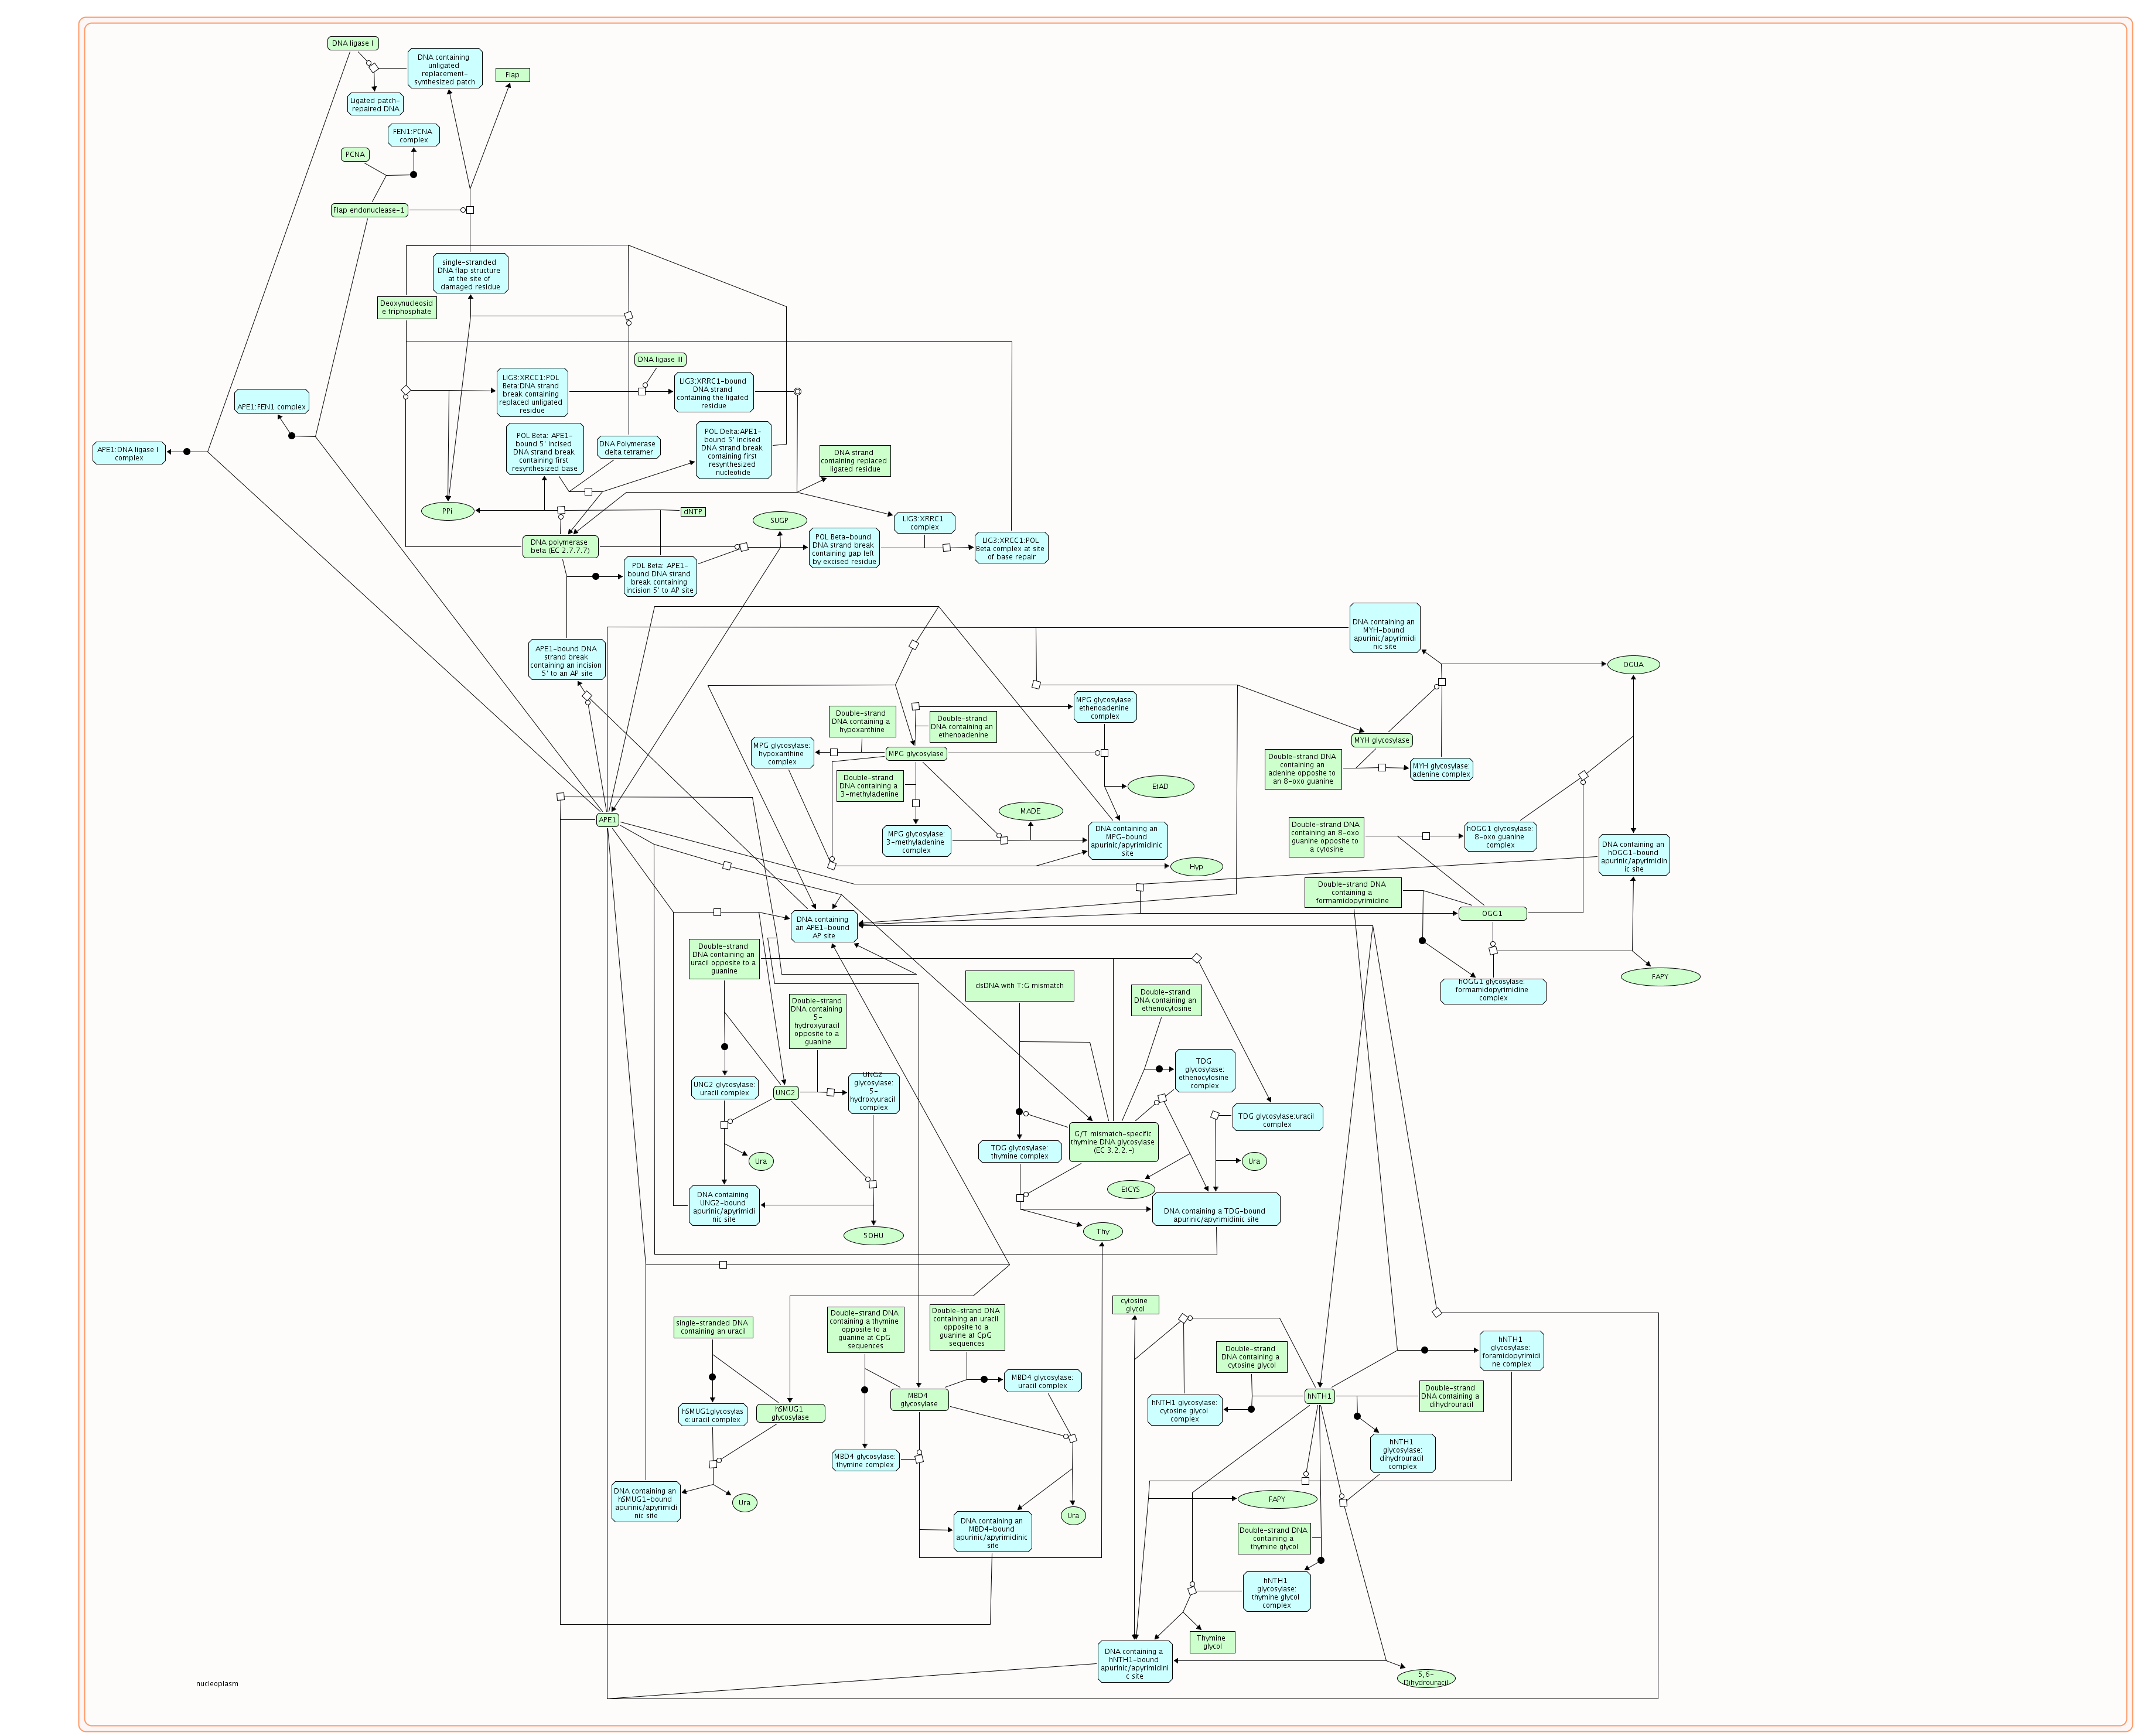 DNA ligase I
DNA containing
unligated
replacement-
synthesized patch
Flap
Ligated patch-
repaired DNA
FEN1:PCNA
complex
PCNA
Flap endonuclease-1
single-stranded
DNA flap structure
at the site of
damaged residue
Deoxynucleosid
e triphosphate
DNA ligase III
LIG3:XRCC1:POL
Beta:DNA strand
break containing
replaced unligated
residue
LIG3:XRRC1-bound
DNA strand
containing the ligated
residue
APE1:FEN1 complex
APE1:DNA ligase I
complex
POL Beta: APE1-
bound 5' incised
DNA strand break
containing first
resynthesized base
DNA Polymerase
delta tetramer
POL Delta:APE1-
bound 5' incised
DNA strand break
containing first
resynthesized
nucleotide
DNA strand
containing replaced
ligated residue
PPi
dNTP
SUGP
LIG3:XRRC1
complex
DNA polymerase
beta (EC 2.7.7.7)
POL Beta-bound
DNA strand break
containing gap left
by excised residue
LIG3:XRCC1:POL
Beta complex at site
of base repair
POL Beta: APE1-
bound DNA strand
break containing
incision 5' to AP site
APE1-bound DNA
strand break
containing an incision
5' to an AP site
DNA containing an
MYH-bound
apurinic/apyrimidi
nic site
OGUA
MPG glycosylase:
ethenoadenine
complex
Double-strand
DNA containing a
hypoxanthine
Double-strand
DNA containing an
ethenoadenine
MPG glycosylase:
hypoxanthine
complex
MPG glycosylase
MYH glycosylase
Double-strand DNA
containing an
adenine opposite to
an 8-oxo guanine
MYH glycosylase:
adenine complex
Double-strand
DNA containing a
3-methyladenine
EtAD
MADE
APE1
MPG glycosylase:
3-methyladenine
complex
DNA containing an
MPG-bound
apurinic/apyrimidinic
site
Hyp
Double-strand DNA
containing an 8-oxo
guanine opposite to
a cytosine
hOGG1 glycosylase:
8-oxo guanine
complex
DNA containing an
hOGG1-bound
apurinic/apyrimidin
ic site
Double-strand DNA
containing a
formamidopyrimidine
OGG1
DNA containing
an APE1-bound
AP site
FAPY
hOGG1 glycosylase:
formamidopyrimidine
complex
Double-strand
DNA containing an
uracil opposite to a
guanine
dsDNA with T:G mismatch
Double-strand
DNA containing an
ethenocytosine
Double-strand
DNA containing
5-
hydroxyuracil
opposite to a
guanine
TDG
glycosylase:
ethenocytosine
complex
UNG2 glycosylase:
uracil complex
UNG2
UNG2
glycosylase:
5-
hydroxyuracil
complex
TDG glycosylase:uracil
complex
TDG glycosylase:
thymine complex
G/T mismatch-specific
thymine DNA glycosylase
(EC 3.2.2.-)
Ura
Ura
EtCYS
DNA containing
UNG2-bound
apurinic/apyrimidi
nic site
DNA containing a TDG-bound
apurinic/apyrimidinic site
5OHU
Thy
cytosine
glycol
single-stranded DNA
containing an uracil
Double-strand DNA
containing a thymine
opposite to a
guanine at CpG
sequences
Double-strand DNA
containing an uracil
opposite to a
guanine at CpG
sequences
Double-strand
DNA containing a
cytosine glycol
hNTH1
glycosylase:
foramidopyrimidi
ne complex
MBD4 glycosylase:
uracil complex
MBD4
glycosylase
hNTH1
Double-strand
DNA containing a
dihydrouracil
hSMUG1glycosylas
e:uracil complex
hSMUG1
glycosylase
hNTH1 glycosylase:
cytosine glycol
complex
MBD4 glycosylase:
thymine complex
hNTH1
glycosylase:
dihydrouracil
complex
DNA containing an
hSMUG1-bound
apurinic/apyrimidi
nic site
Ura
Ura
FAPY
DNA containing an
MBD4-bound
apurinic/apyrimidinic
site
Double-strand DNA
containing a
thymine glycol
hNTH1
glycosylase:
thymine glycol
complex
Thymine
glycol
DNA containing a
hNTH1-bound
apurinic/apyrimidini
c site
5,6-
Dihydrouracil
nucleoplasm